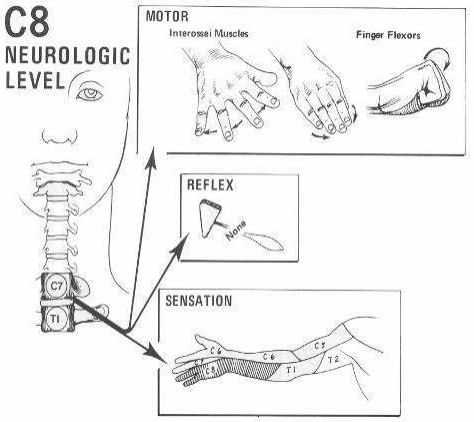 C8
NEUROLOGIC
LEVEL
MOTOR
Interossei Muscles
Finger Flexors
REFLEX
None
C7
T1
SENSATION
C6
C6
C5
C7
C8
T1
T2